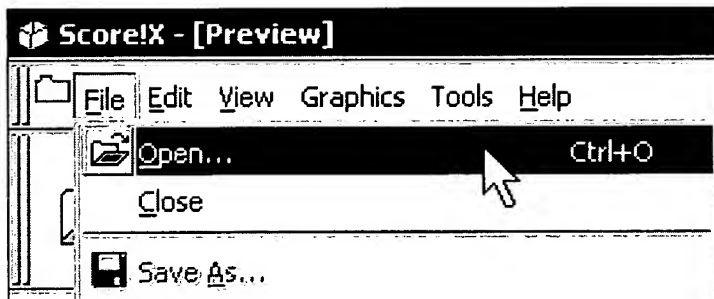 Score!X - [Preview]
File Edit View Graphics Tools Help
Open... Ctrl+O
Close
Save As...